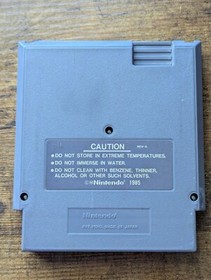 CAUTION
• DO NOT STORE IN EXTREME TEMPERATURES.
• DO NOT IMMERSE IN WATER.
• DO NOT CLEAN WITH BENZENE, THINNER,
ALCOHOL OR OTHER SUCH SOLVENTS.
©Nintendo 1985
Nintendo